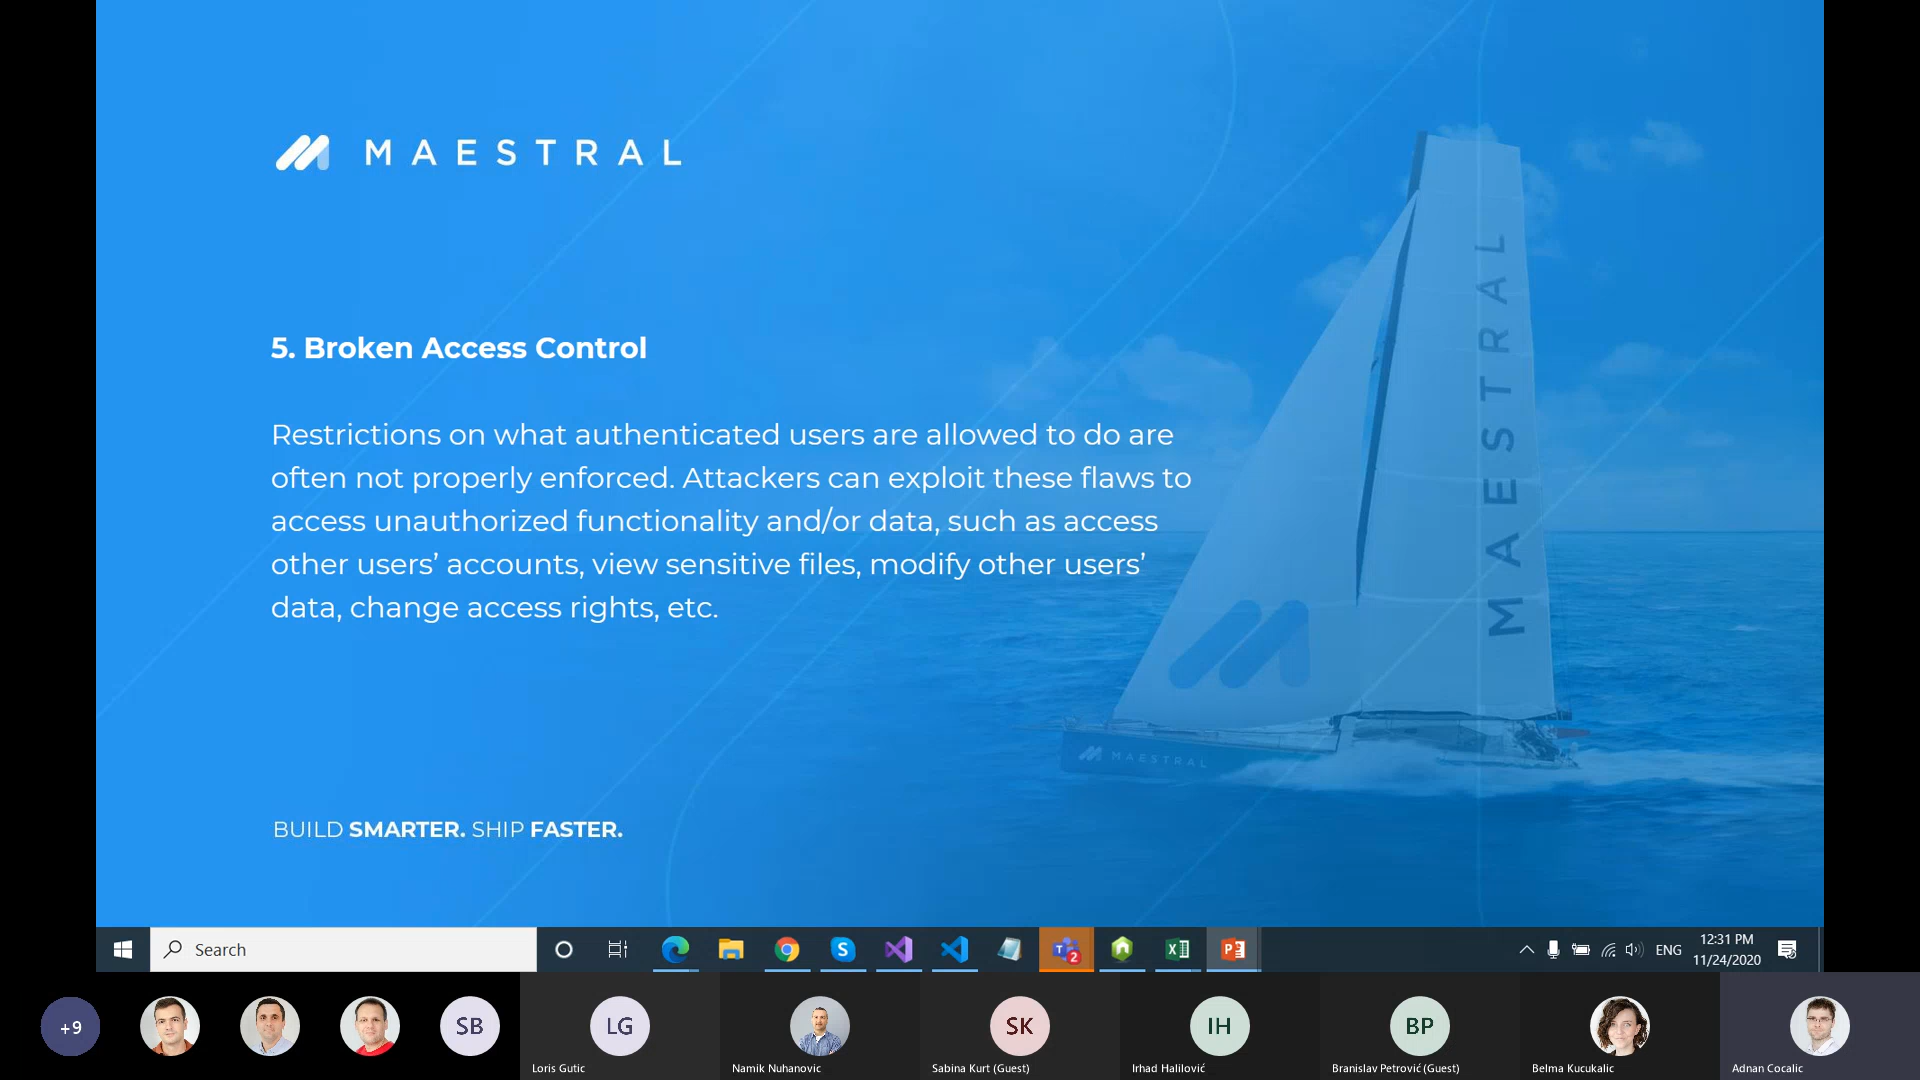 MAESTRAL
MAESTRAL
5. Broken Access Control
Restrictions on what authenticated users are allowed to do are
often not properly enforced. Attackers can exploit these flaws to
access unauthorized functionality and/or data, such as access
other users’ accounts, view sensitive files, modify other users’
data, change access rights, etc.
MAESTRAL
BUILD SMARTER. SHIP FASTER.
Search
2
ENG
12:31 PM
11/24/2020
+9
SB
LG
SK
IH
BP
Loris Gutic
Namik Nuhanovic
Sabina Kurt (Guest)
Irhad Halilović
Branislav Petrović (Guest)
Belma Kucukalic
Adnan Cocalic